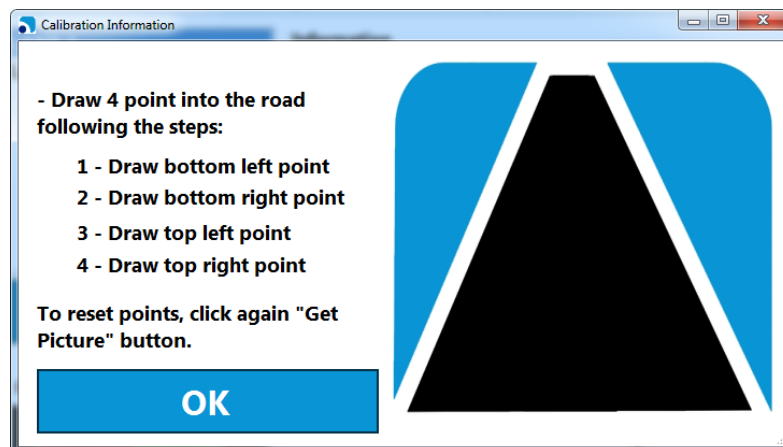 Calibration Information
- Draw 4 point into the road
following the steps:
1 - Draw bottom left point
2 - Draw bottom right point
3 - Draw top left point
4 - Draw top right point
To reset points, click again "Get
Picture" button.
OK